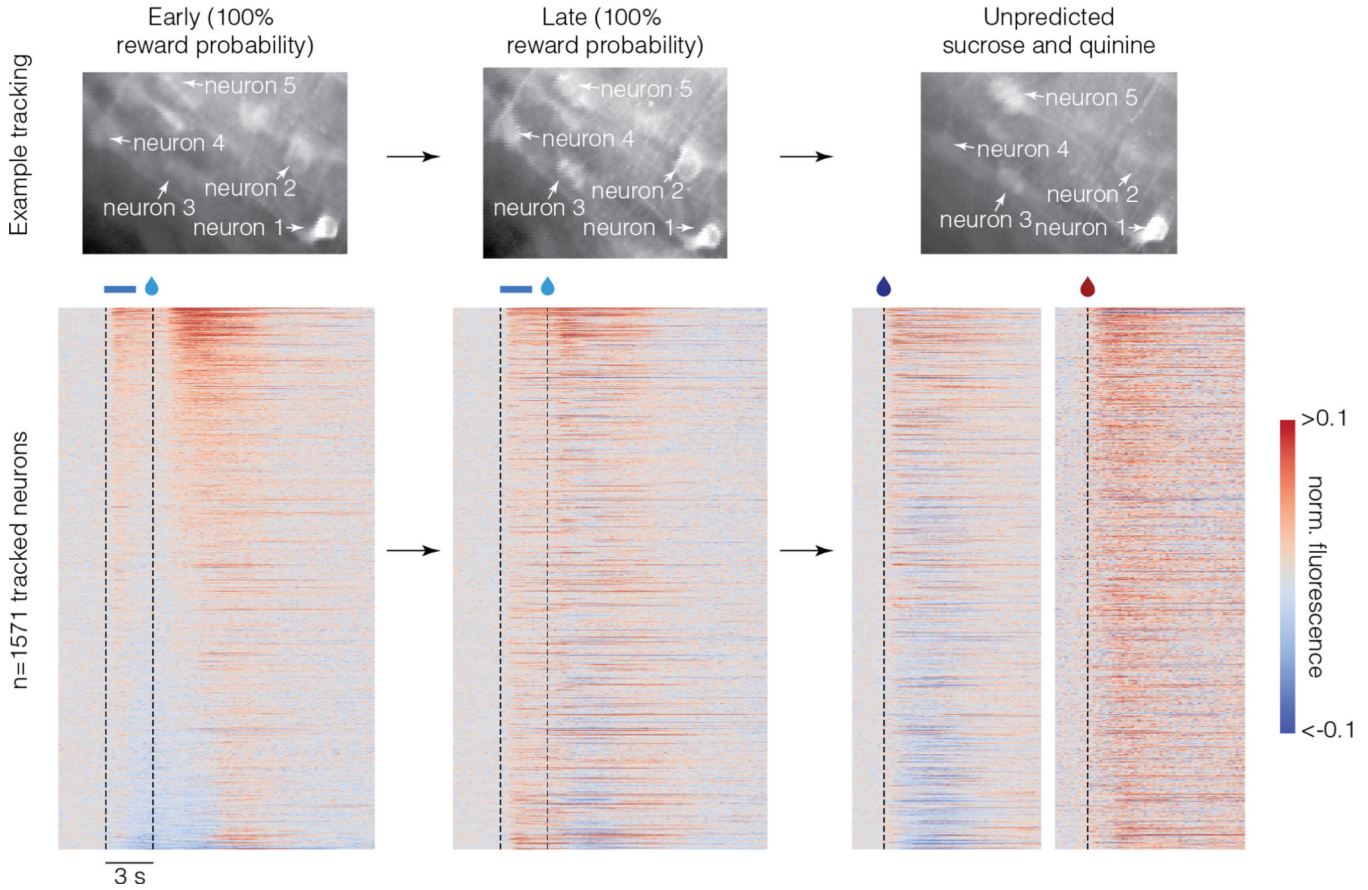 Early (100%
reward probability)
Late (100%
reward probability)
Unpredicted
sucrose and quinine
Example tracking
neuron 5
neuron 4
neuron 2
neuron 3
neuron 1
neuron 5
neuron 4
neuron 2
neuron 3
neuron 1
neuron 5
neuron 4
neuron 2
neuron 3
neuron 1
n=1571 tracked neurons
>0.1
norm. fluorescence
<-0.1
3 s